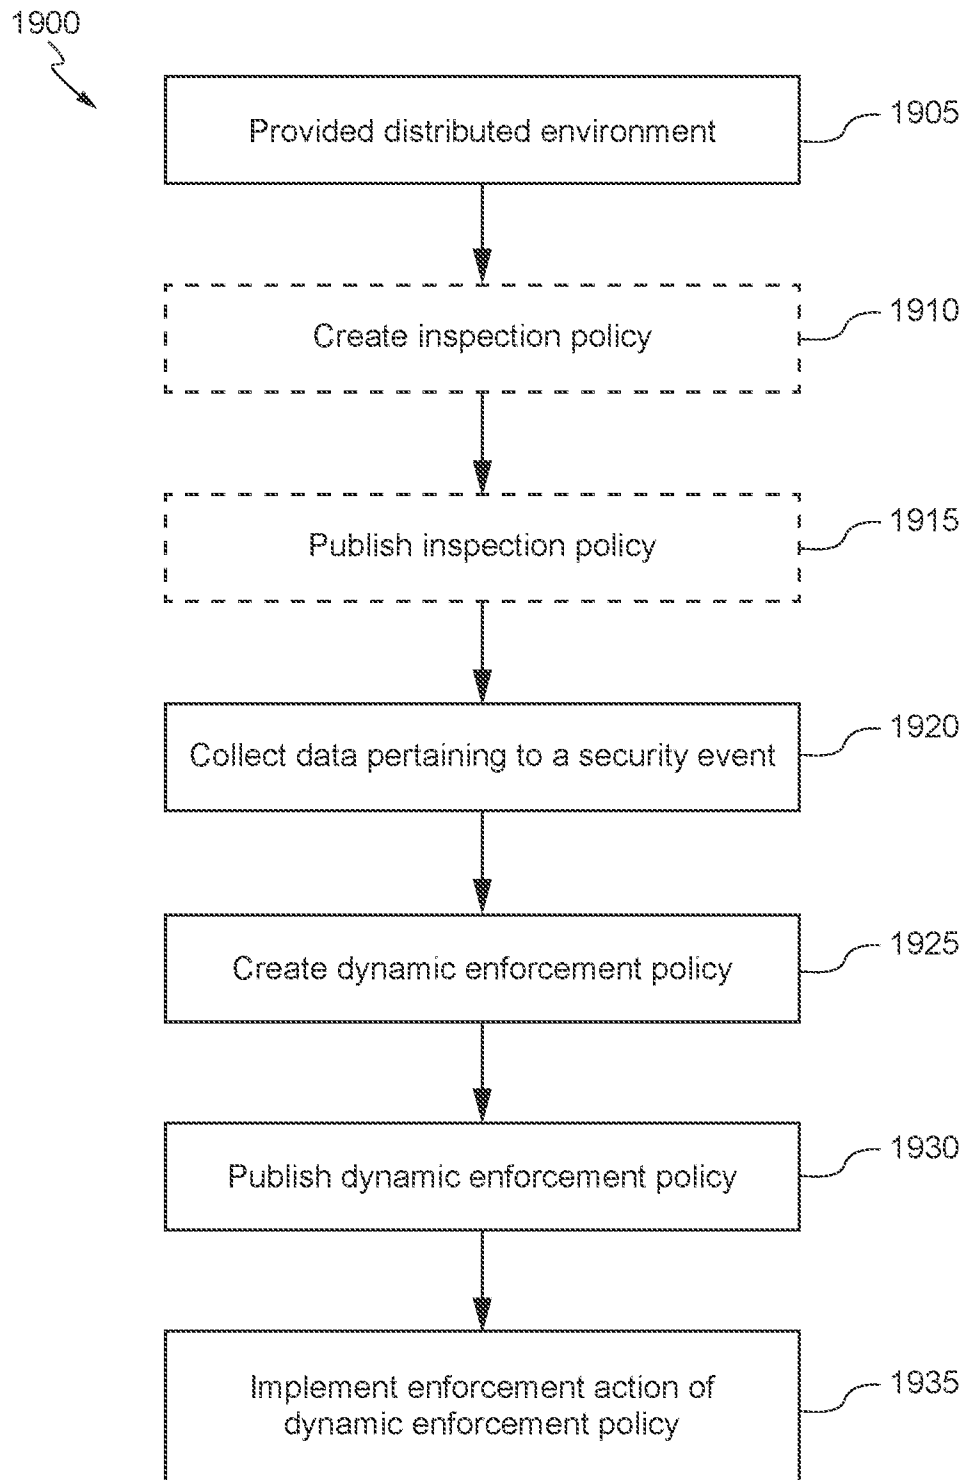 1900
Provided distributed environment
1905
Create inspection policy
1910
Publish inspection policy
1915
Collect data pertaining to a security event
1920
Create dynamic enforcement policy
1925
Publish dynamic enforcement policy
1930
Implement enforcement action of
dynamic enforcement policy
1935